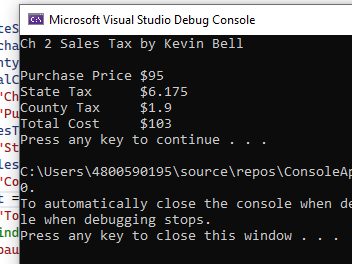 Microsoft Visual Studio Debug Console
Ch 2 Sales Tax by Kevin Bell
Purchase Price $95
State Tax $6.175
County Tax $1.9
Total Cost $103
Press any key to continue . . .
C:\Users\4800590195\source\repos\ConsoleAp
0.
To automatically close the console when de
le when debugging stops.
Press any key to close this window . . .